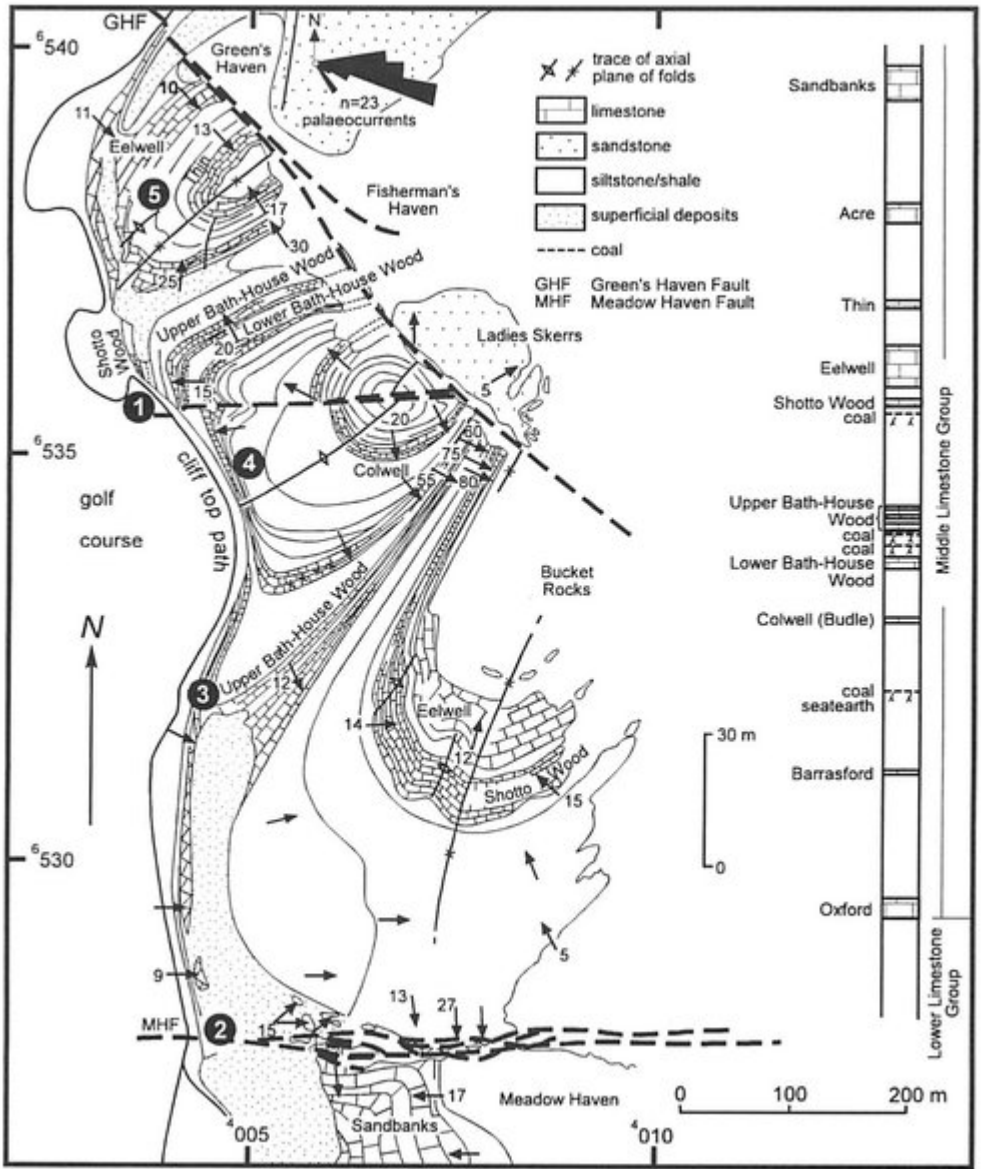 GHF
⁶540
Green's
Haven
N
n=23
palaeocurrents
10
11
Eelwell
13
Thin
5
17
30
25
Fisherman's
Haven
Upper Bath-House Wood
Lower Bath-House Wood
Shotto
Wood
20
15
Ladies Skerrs
5
1
⁶535
20
60
75
Colwell
55
80
4
golf
course
cliff top path
N
Bucket
Rocks
Upper Bath-House Wood
12
3
Eelwell
14
12
Shotto Wood
15
⁶530
5
9
13
27
15
MHF
2
17
Meadow Haven
Sandbanks
⁴005
⁴010
trace of axial
plane of folds
limestone
sandstone
siltstone/shale
superficial deposits
coal
GHF Green's Haven Fault
MHF Meadow Haven Fault
30 m
0
0 100 200 m
Sandbanks
Acre
Thin
Eelwell
Shotto Wood
coal
Upper Bath-House
Wood
coal
coal
Lower Bath-House
Wood
Colwell (Budle)
coal
seatearth
Barrasford
Oxford
Middle Limestone Group
Lower Limestone
Group